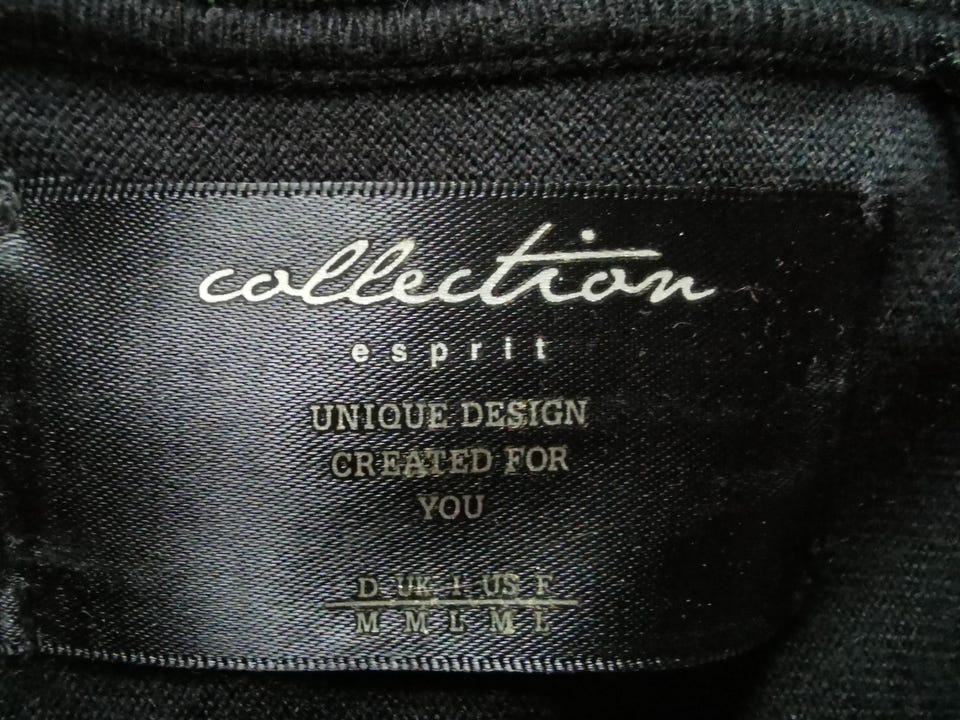 collection
esprit
UNIQUE DESIGN
CREATED FOR
YOU
D UK I US F
M M L M L